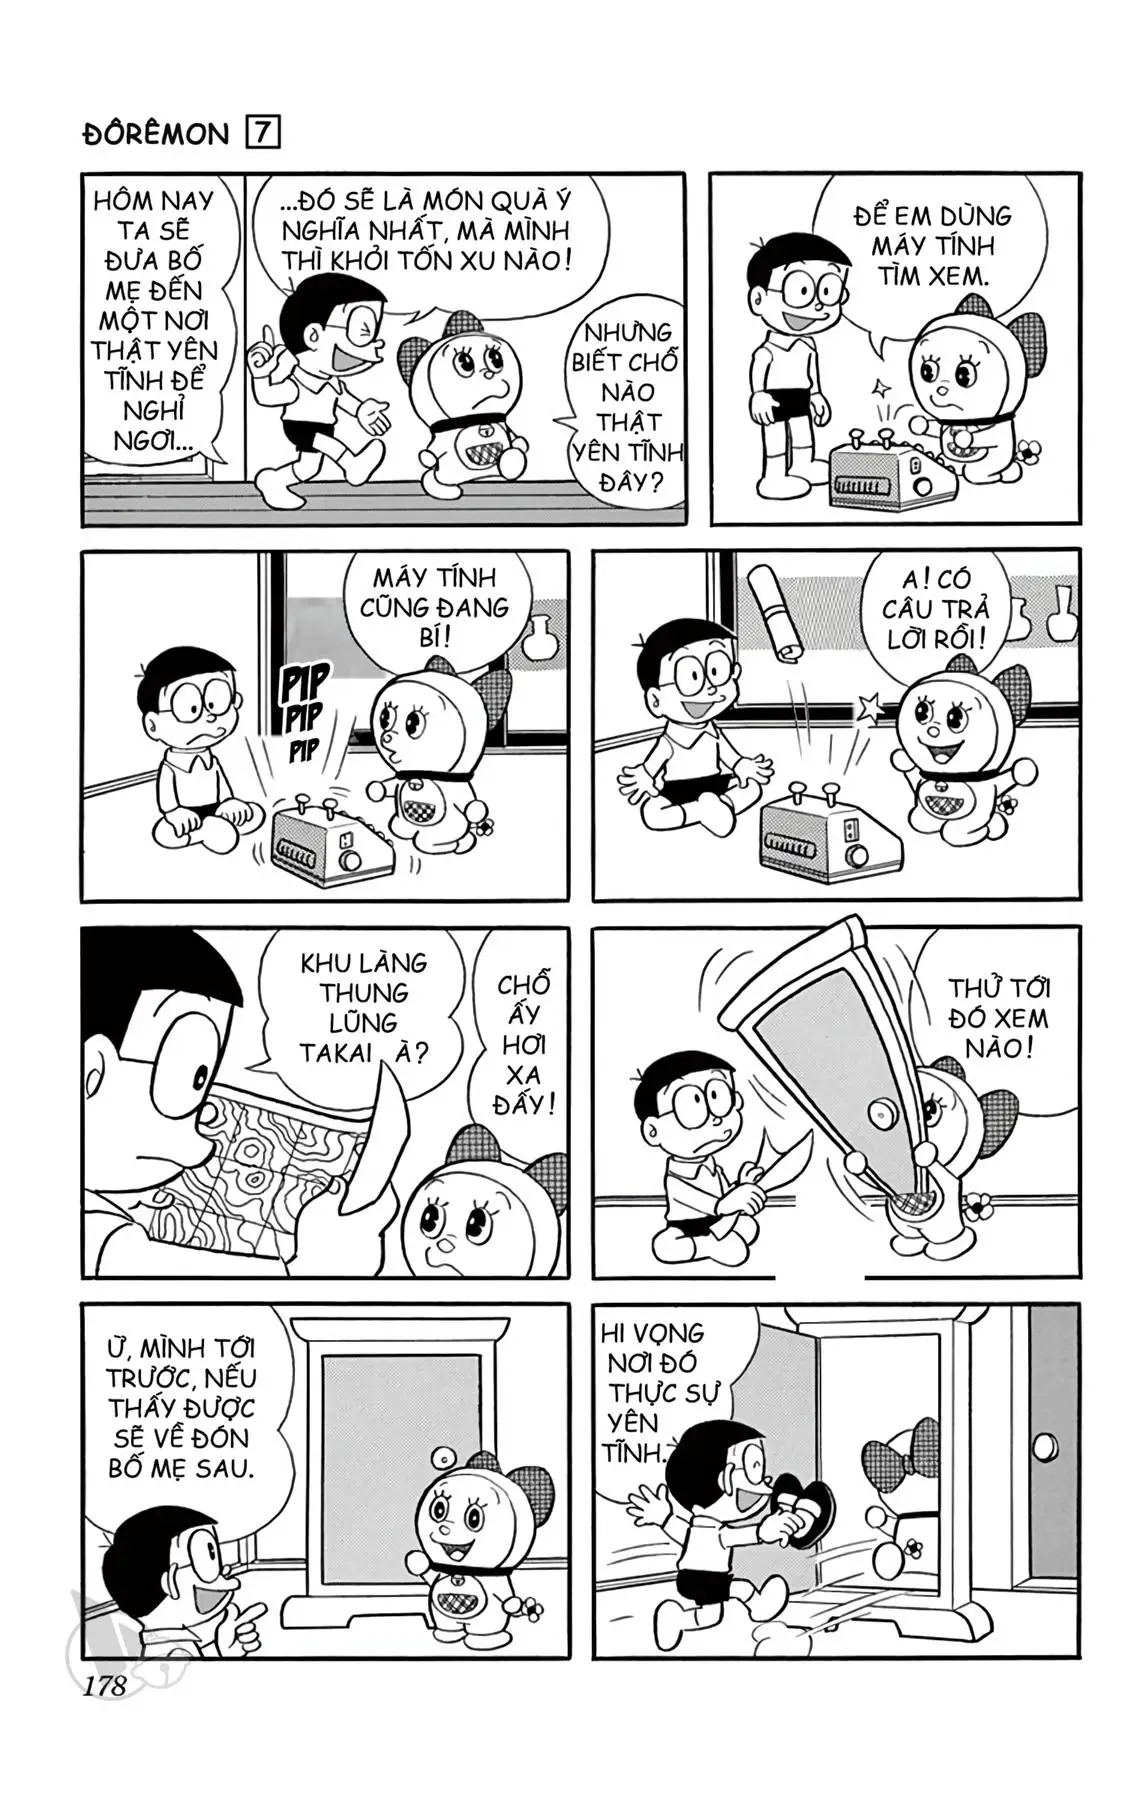 ĐÔRÊMON 7
HÔM NAY
TA SẼ
ĐƯA BỐ
MẸ ĐẾN
MỘT NƠI
THẬT YÊN
TĨNH ĐỂ
NGHỈ
NGƠI...
...ĐÓ SẼ LÀ MÓN QUÀ Ý
NGHĨA NHẤT, MÀ MÌNH
THÌ KHỎI TỐN XU NÀO!
NHƯNG
BIẾT CHỖ
NÀO
THẬT
YÊN TĨNH
ĐÂY?
ĐỂ EM DÙNG
MÁY TÍNH
TÌM XEM.
MÁY TÍNH
CŨNG ĐANG
BÍ!
PIP
PIP
PIP
A! CÓ
CÂU TRẢ
LỜI RỒI!
KHU LÀNG
THUNG
LŨNG
TAKAI À?
CHỖ
ẤY
HƠI
XA
ĐẤY!
THỬ TỚI
ĐÓ XEM
NÀO!
Ừ, MÌNH TỚI
TRƯỚC, NẾU
THẤY ĐƯỢC
SẼ VỀ ĐÓN
BỐ MẸ SAU.
HI VỌNG
NƠI ĐÓ
THỰC SỰ
YÊN
TĨNH.
178